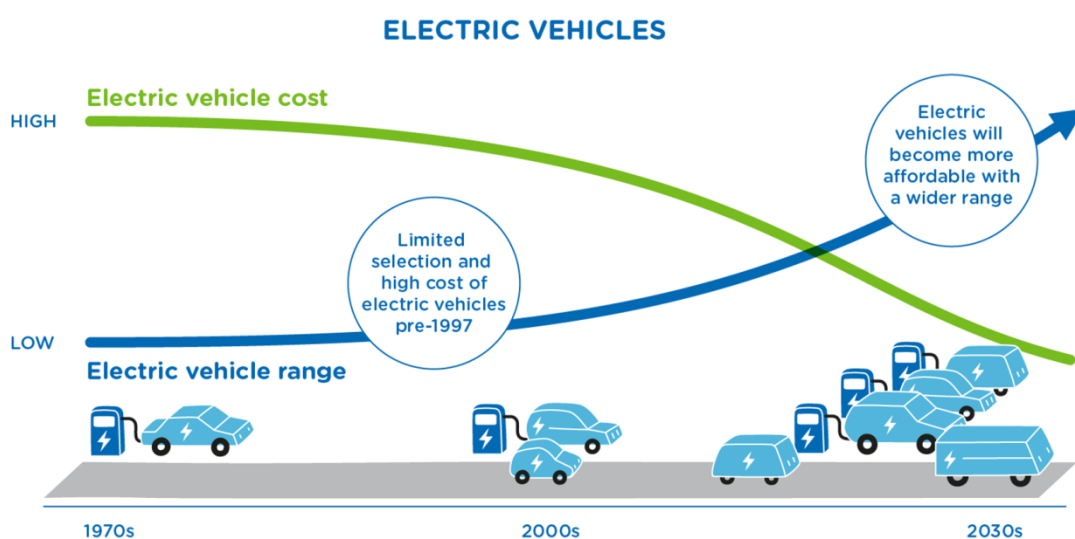 ELECTRIC VEHICLES
Electric vehicle cost
HIGH
Electric
vehicles will
become more
affordable with
a wider range
Limited
selection and
high cost of
electric vehicles
pre-1997
LOW
Electric vehicle range
1970s
2000s
2030s